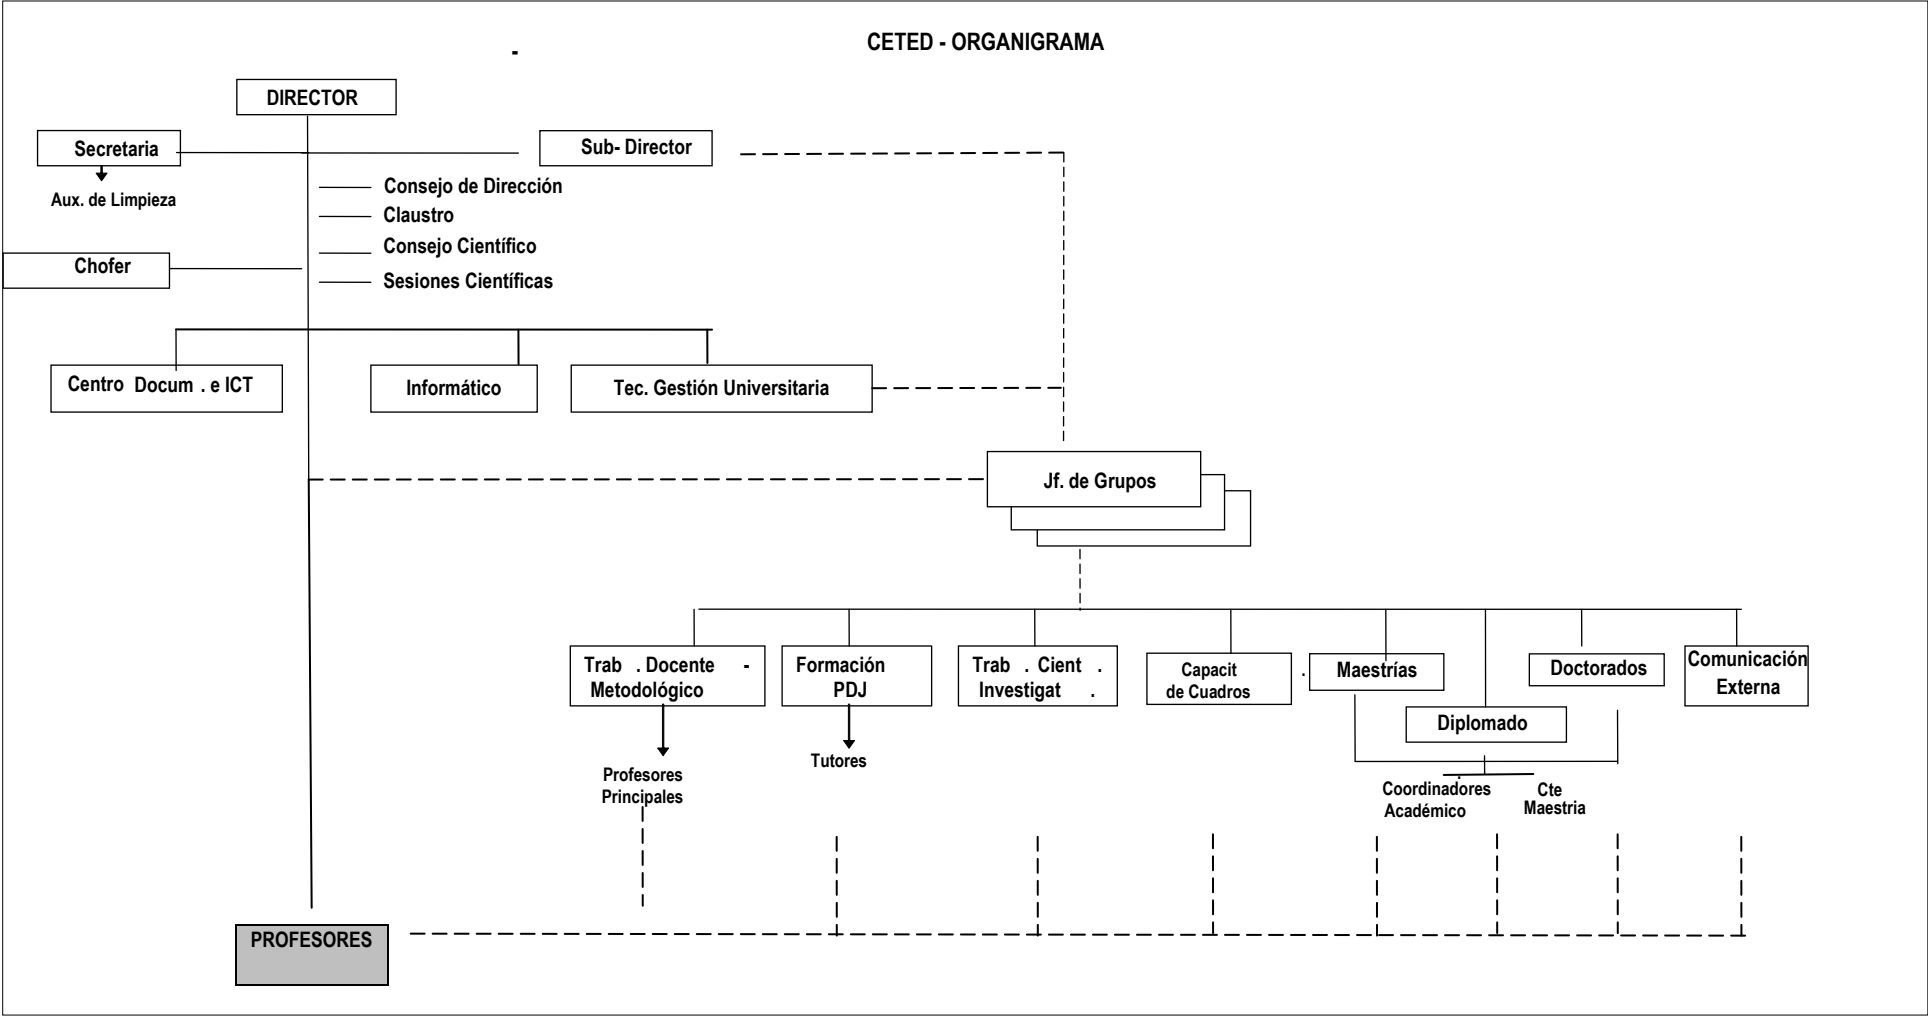 CETED - ORGANIGRAMA
-
DIRECTOR
Secretaria
Sub- Director
Aux. de Limpieza
Consejo de Dirección
Claustro
Consejo Científico
Sesiones Científicas
Chofer
Centro Docum . e ICT
Informático
Tec. Gestión Universitaria
Jf. de Grupos
Trab . Docente -
Metodológico
Formación
PDJ
Trab . Cient .
Investigat .
Capacit .
de Cuadros
Maestrías
Diplomado
Doctorados
Comunicación
Externa
Profesores
Principales
Tutores
Coordinadores
Académico
Cte
Maestria
PROFESORES